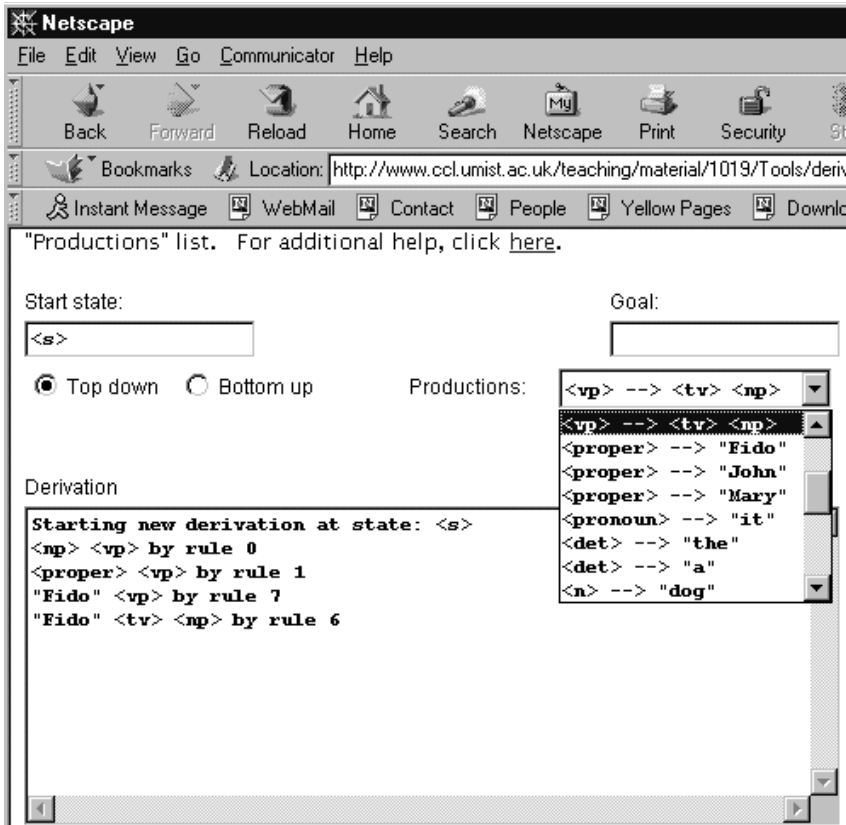 Netscape
File Edit View Go Communicator Help
Back Forward Reload Home Search Netscape Print Security
My
Bookmarks Location: http://www.ccl.umist.ac.uk/teaching/material/1019/Tools/deriv
Instant Message WebMail Contact People Yellow Pages Downlo
"Productions" list. For additional help, click here.
Start state: Goal:
<s>
Top down Bottom up Productions: <vp> --> <tv> <np>
<vp> --> <tv> <np>
<proper> --> "Fido"
<proper> --> "John"
<proper> --> "Mary"
<pronoun> --> "it"
<det> --> "the"
<det> --> "a"
<n> --> "dog"
Derivation
Starting new derivation at state: <s>
<np> <vp> by rule 0
<proper> <vp> by rule 1
"Fido" <vp> by rule 7
"Fido" <tv> <np> by rule 6